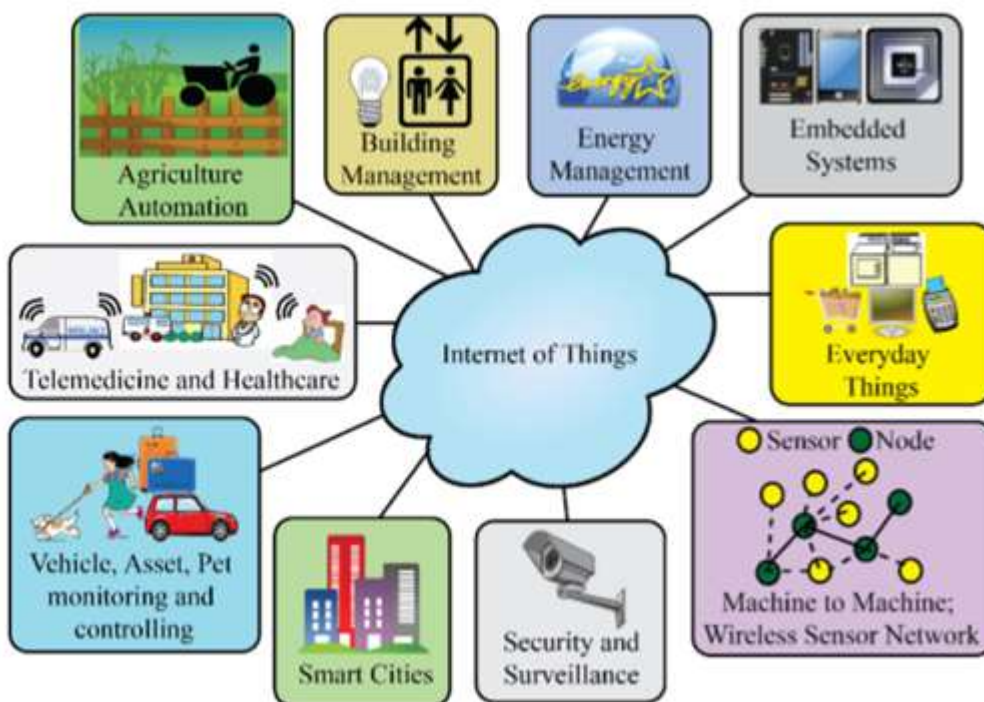 Agriculture
Automation
Building
Management
Energy
Energy
Management
Embedded
Systems
Telemedicine and Healthcare
Internet of Things
Everyday
Things
Vehicle, Asset, Pet
monitoring and
controlling
Smart Cities
Security and
Surveillance
Sensor
Node
Machine to Machine;
Wireless Sensor Network